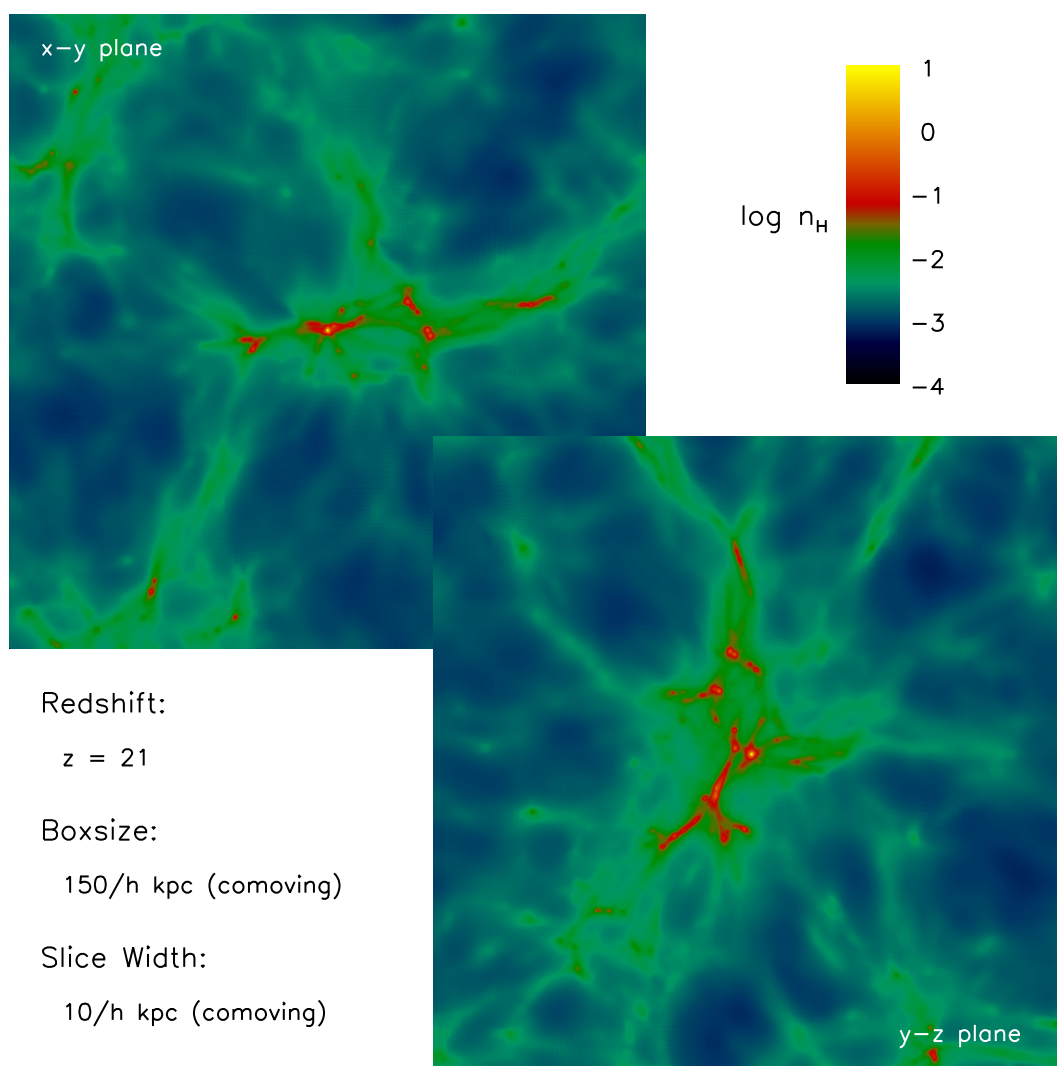 x-y plane
1
0
log n_H
-1
-2
-3
-4
Redshift:
z = 21
Boxsize:
150/h kpc (comoving)
Slice Width:
10/h kpc (comoving)
y-z plane